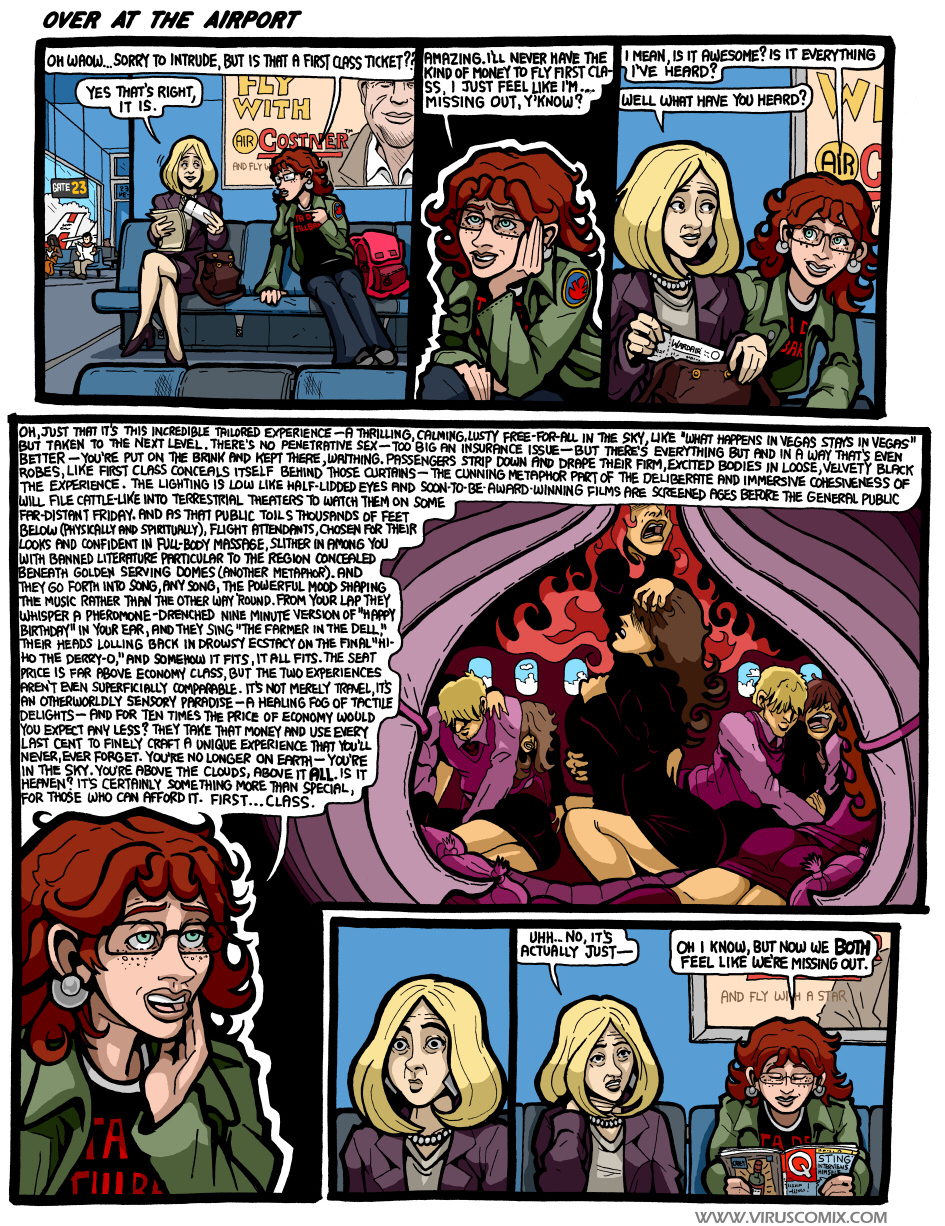 OVER AT THE AIRPORT
OH WAOW...SORRY TO INTRUDE, BUT IS THAT A FIRST CLASS TICKET??
YES THAT'S RIGHT,
IT IS.
FLY
WITH
AIR COSTNER™
AND FLY W
GATE 23
AMAZING. I'LL NEVER HAVE THE
KIND OF MONEY TO FLY FIRST CLA-
SS, I JUST FEEL LIKE I'M....
MISSING OUT, Y'KNOW?
I MEAN, IS IT AWESOME? IS IT EVERYTHING
I'VE HEARD?
WELL WHAT HAVE YOU HEARD?
WI
AIR C
WARDAIR
OH, JUST THAT IT'S THIS INCREDIBLE TAILORED EXPERIENCE—A THRILLING, CALMING, LUSTY FREE-FOR-ALL IN THE SKY, LIKE "WHAT HAPPENS IN VEGAS STAYS IN VEGAS"
BUT TAKEN TO THE NEXT LEVEL. THERE'S NO PENETRATIVE SEX—TOO BIG AN INSURANCE ISSUE—BUT THERE'S EVERYTHING BUT AND IN A WAY THAT'S EVEN
BETTER—YOU'RE PUT ON THE BRINK AND KEPT THERE, WAITHING. PASSENGERS STRIP DOWN AND DRAPE THEIR FIRM, EXCITED BODIES IN LOOSE, VELVETY BLACK
ROBES, LIKE FIRST CLASS CONCEALS ITSELF BEHIND THOSE CURTAINS—THE CUNNING METAPHOR PART OF THE DELIBERATE AND IMMERSIVE COHESIVENESS OF
THE EXPERIENCE. THE LIGHTING IS LOW LIKE HALF-LIDDED EYES AND SOON-TO-BE-AWARD-WINNING FILMS ARE SCREENED AGES BEFORE THE GENERAL PUBLIC
WILL FILE CATTLE-LIKE INTO TERRESTRIAL THEATERS TO WATCH THEM ON SOME
FAR-DISTANT FRIDAY. AND AS THAT PUBLIC TOILS THOUSANDS OF FEET
BELOW (PHYSICALLY AND SPIRITUALLY), FLIGHT ATTENDANTS, CHOSEN FOR THEIR
LOOKS AND CONFIDENT IN FULL-BODY MASSAGE, SLITHER IN AMONG YOU
WITH BANNED LITERATURE PARTICULAR TO THE REGION CONCEALED
BENEATH GOLDEN SERVING DOMES (ANOTHER METAPHOR). AND
THEY GO FORTH INTO SONG, ANY SONG, THE POWERFUL MOOD SHAPING
THE MUSIC RATHER THAN THE OTHER WAY 'ROUND. FROM YOUR LAP THEY
WHISPER A PHEROMONE-DRENCHED NINE MINUTE VERSION OF "HAPPY
BIRTHDAY" IN YOUR EAR, AND THEY SING "THE FARMER IN THE DELL,"
THEIR HEADS LOLLING BACK IN DROWSY ECSTACY ON THE FINAL "HI-
HO THE DERRY-O," AND SOMEHOW IT FITS, IT ALL FITS. THE SEAT
PRICE IS FAR ABOVE ECONOMY CLASS, BUT THE TWO EXPERIENCES
AREN'T EVEN SUPERFICIALLY COMPARABLE. IT'S NOT MERELY TRAVEL, IT'S
AN OTHERWORLDLY SENSORY PARADISE—A HEALING FOG OF TACTILE
DELIGHTS—AND FOR TEN TIMES THE PRICE OF ECONOMY WOULD
YOU EXPECT ANY LESS? THEY TAKE THAT MONEY AND USE EVERY
LAST CENT TO FINELY CRAFT A UNIQUE EXPERIENCE THAT YOU'LL
NEVER, EVER FORGET. YOU'RE NO LONGER ON EARTH—YOU'RE
IN THE SKY. YOU'RE ABOVE THE CLOUDS, ABOVE IT ALL. IS IT
HEAVEN? IT'S CERTAINLY SOMETHING MORE THAN SPECIAL,
FOR THOSE WHO CAN AFFORD IT. FIRST...CLASS.
UHH... NO, IT'S
ACTUALLY JUST—
OH I KNOW, BUT NOW WE BOTH
FEEL LIKE WE'RE MISSING OUT.
AND FLY WITH A STAR
Q
STING
INTERVIEWS
HIMSELF
WWW.VIRUSCOMIX.COM